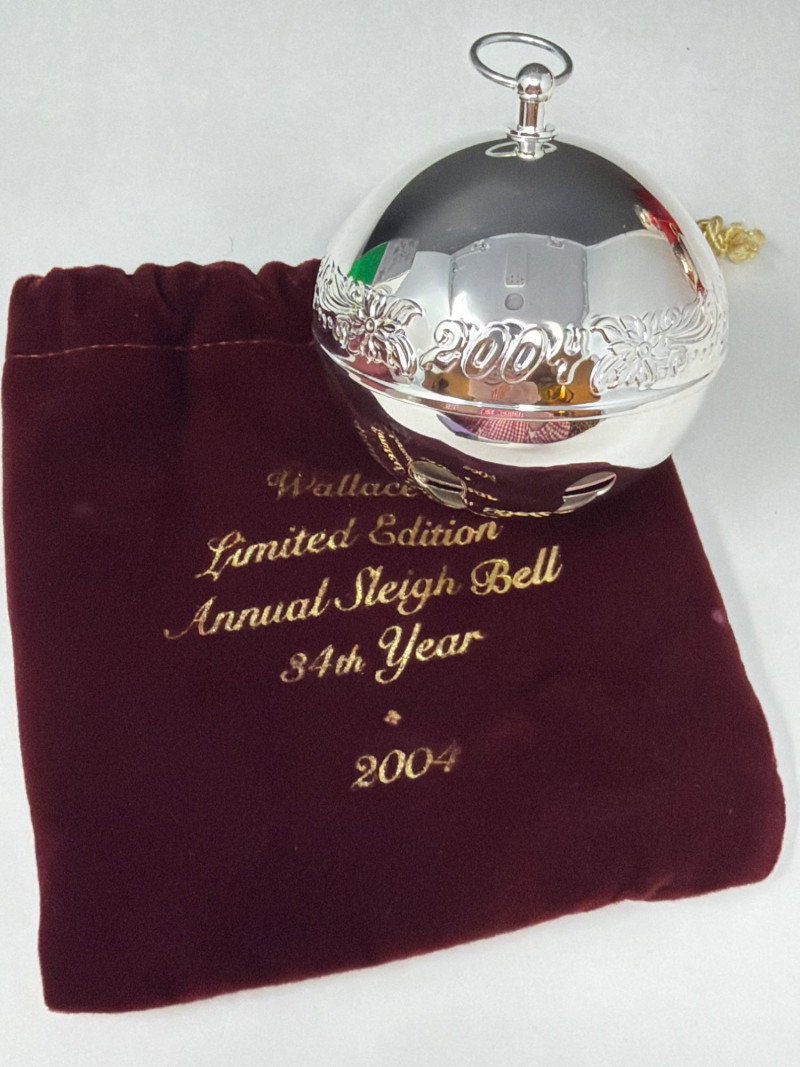 2004
Wallace
Limited Edition
Annual Sleigh Bell
34th Year
2004